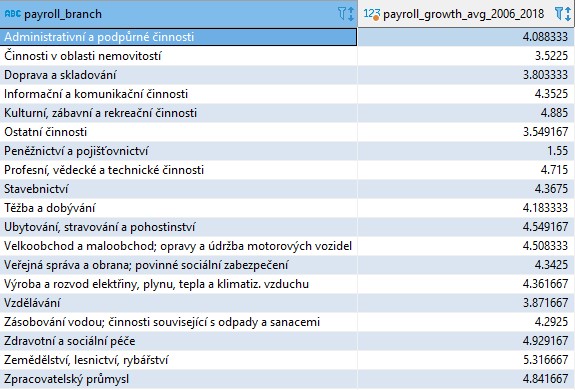 ABC payroll_branch 123 payroll_growth_avg_2006_2018
Administrativní a podpůrné činnosti 4.088333
Činnosti v oblasti nemovitostí 3.5225
Doprava a skladování 3.803333
Informační a komunikační činnosti 4.3525
Kulturní, zábavní a rekreační činnosti 4.885
Ostatní činnosti 3.549167
Peněžnictví a pojišťovnictví 1.55
Profesní, vědecké a technické činnosti 4.715
Stavebnictví 4.3675
Těžba a dobývání 4.183333
Ubytování, stravování a pohostinství 4.549167
Velkoobchod a maloobchod; opravy a údržba motorových vozidel 4.508333
Veřejná správa a obrana; povinné sociální zabezpečení 4.3425
Výroba a rozvod elektřiny, plynu, tepla a klimatiz. vzduchu 4.361667
Vzdělávání 3.871667
Zásobování vodou; činnosti související s odpady a sanacemi 4.2925
Zdravotní a sociální péče 4.929167
Zemědělství, lesnictví, rybářství 5.316667
Zpracovatelský průmysl 4.841667